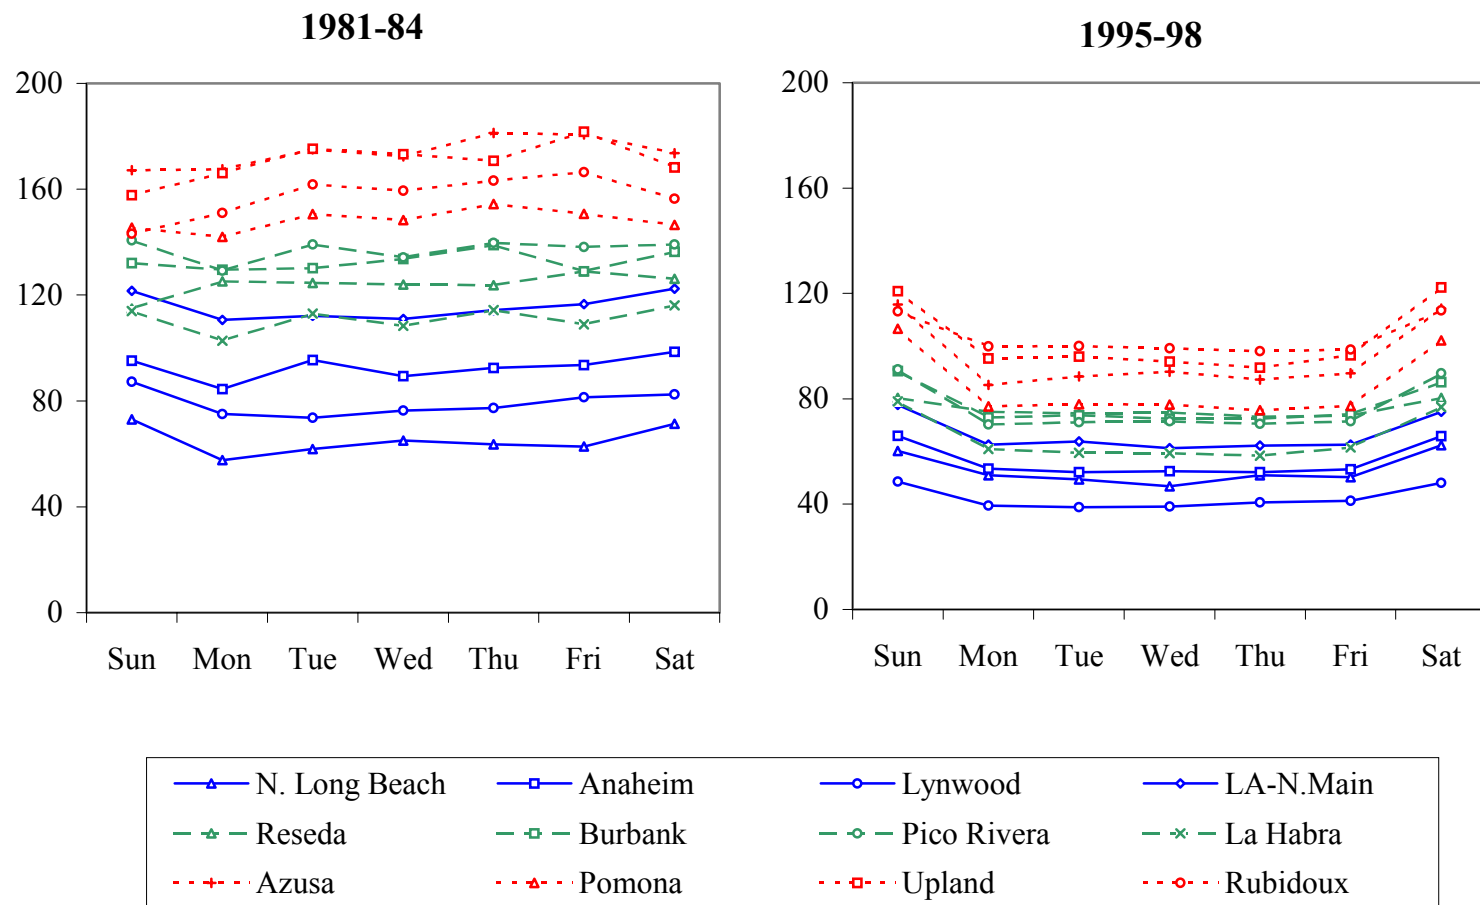 1981-84
1995-98
200
160
120
80
40
0
Sun Mon Tue Wed Thu Fri Sat
200
160
120
80
40
0
Sun Mon Tue Wed Thu Fri Sat
N. Long Beach Anaheim Lynwood LA-N.Main
Reseda Burbank Pico Rivera La Habra
Azusa Pomona Upland Rubidoux